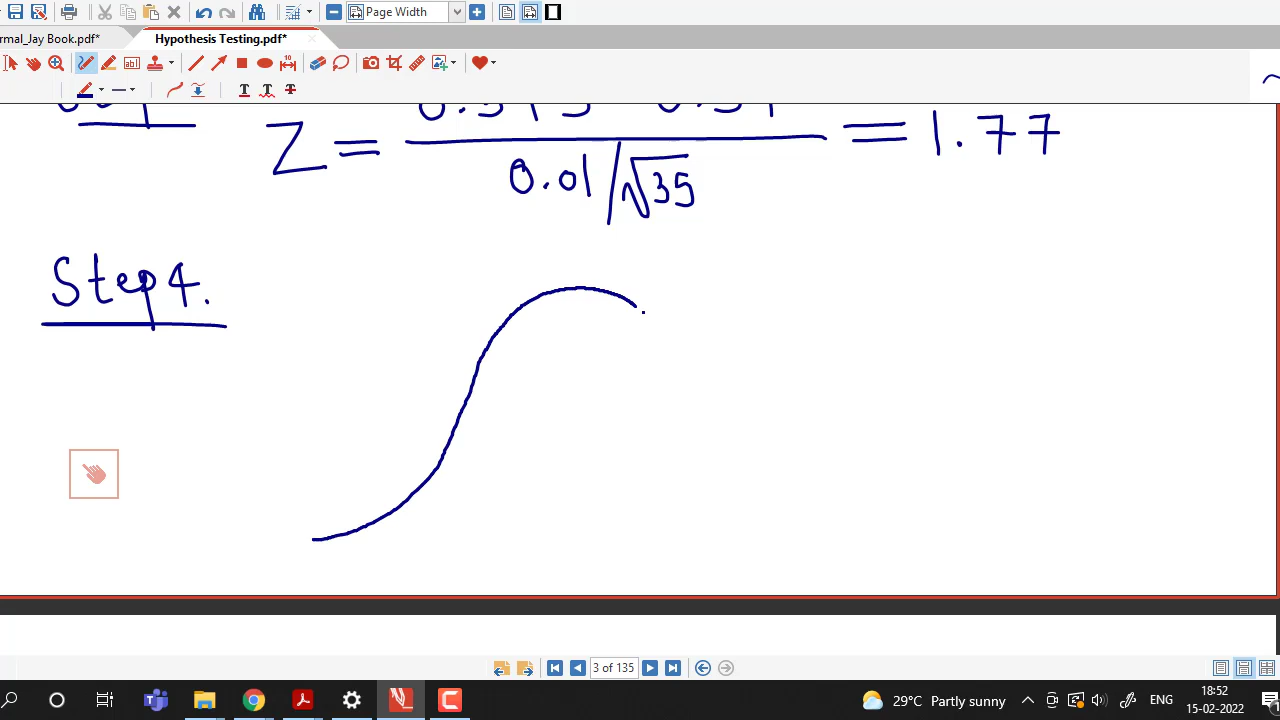 Page Width
rmal_Jay Book.pdf*
Hypothesis Testing.pdf*
10
T T T
Z = 0.01/√35 = 1.77
Step 4.
3 of 135
29°C Partly sunny
ENG
18:52
15-02-2022